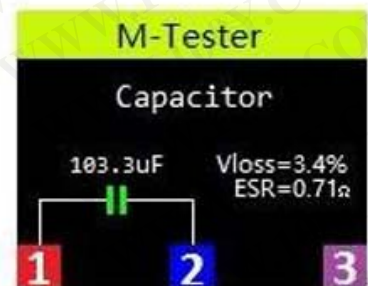 M-Tester
Capacitor
103.3uF
Vloss=3.4%
ESR=0.71Ω
1 2 3